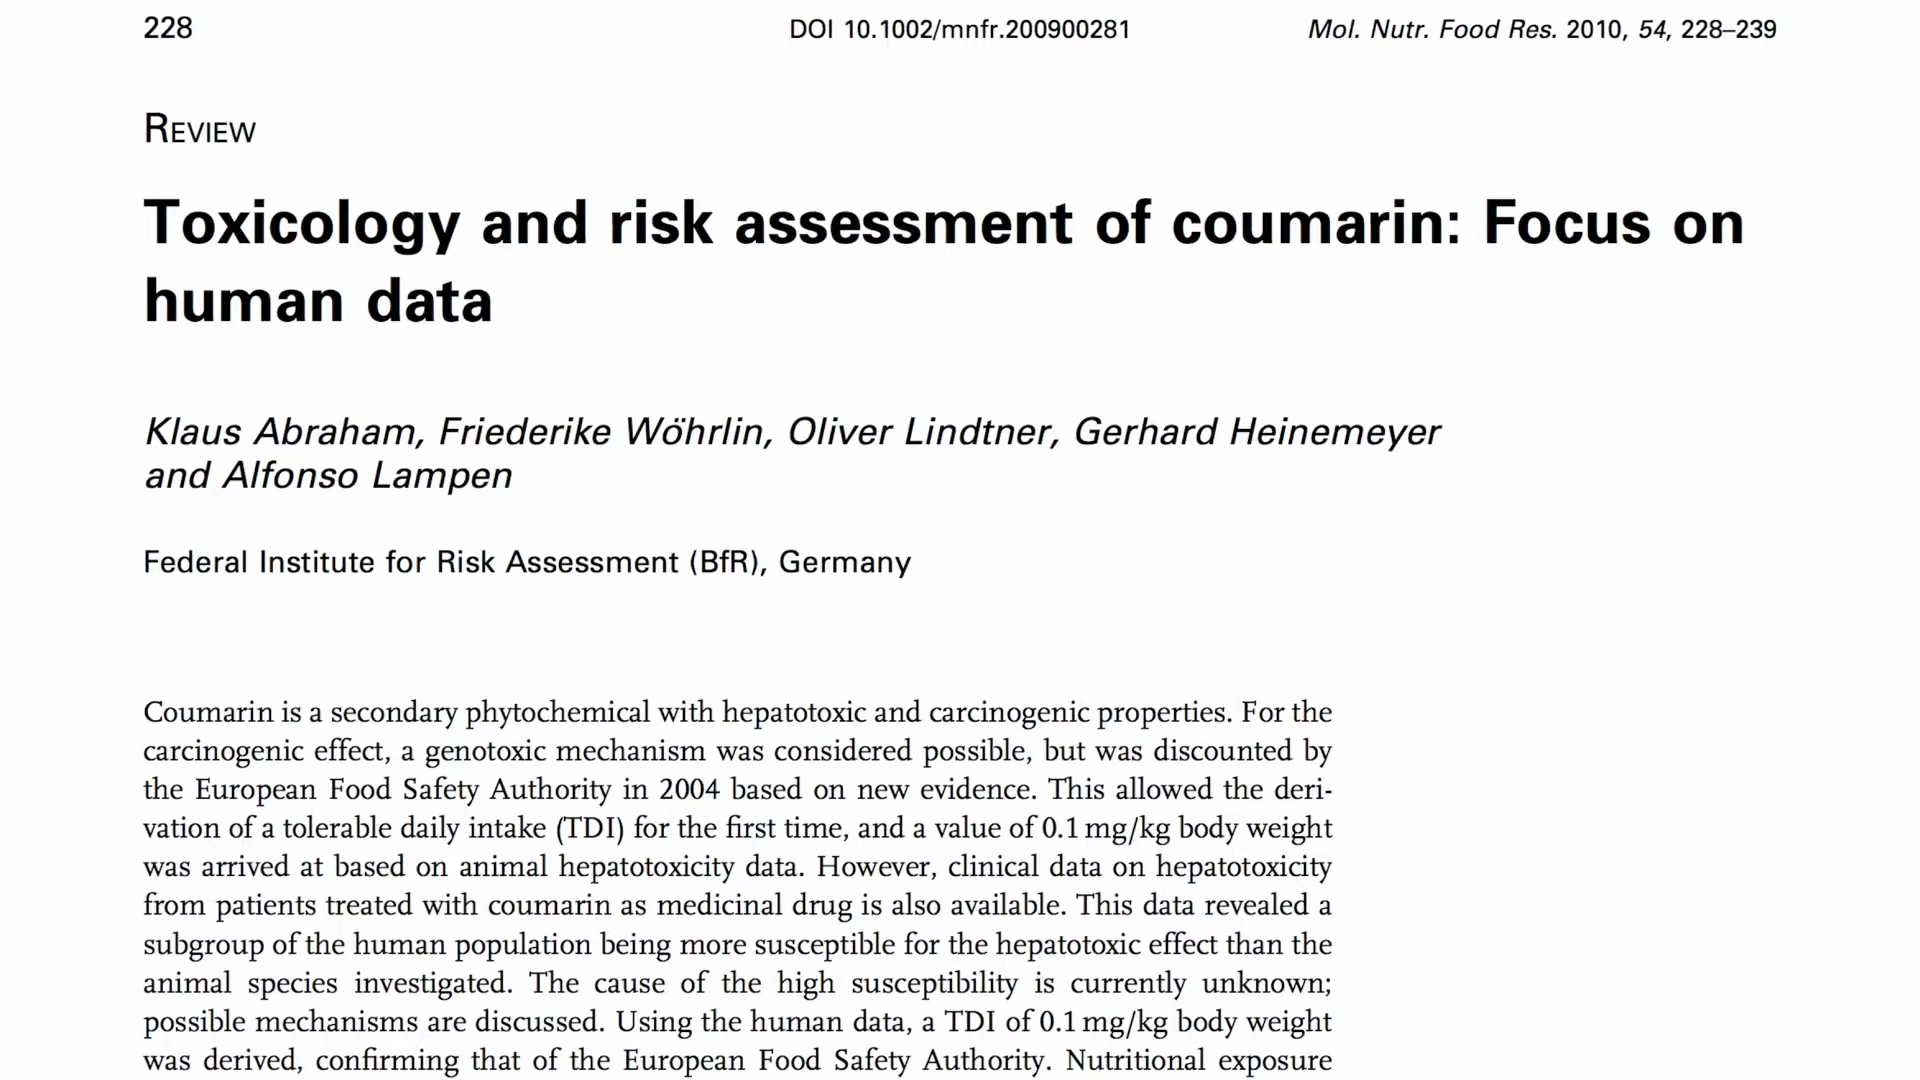 228
DOI 10.1002/mnfr.200900281
Mol. Nutr. Food Res. 2010, 54, 228–239
REVIEW
Toxicology and risk assessment of coumarin: Focus on
human data
Klaus Abraham, Friederike Wöhrlin, Oliver Lindtner, Gerhard Heinemeyer
and Alfonso Lampen
Federal Institute for Risk Assessment (BfR), Germany
Coumarin is a secondary phytochemical with hepatotoxic and carcinogenic properties. For the
carcinogenic effect, a genotoxic mechanism was considered possible, but was discounted by
the European Food Safety Authority in 2004 based on new evidence. This allowed the deri-
vation of a tolerable daily intake (TDI) for the first time, and a value of 0.1 mg/kg body weight
was arrived at based on animal hepatotoxicity data. However, clinical data on hepatotoxicity
from patients treated with coumarin as medicinal drug is also available. This data revealed a
subgroup of the human population being more susceptible for the hepatotoxic effect than the
animal species investigated. The cause of the high susceptibility is currently unknown;
possible mechanisms are discussed. Using the human data, a TDI of 0.1 mg/kg body weight
was derived, confirming that of the European Food Safety Authority. Nutritional exposure